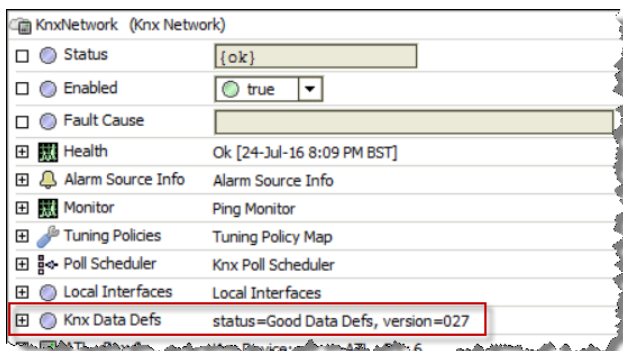 KnxNetwork (Knx Network)
Status {ok}
Enabled true
Fault Cause
Health Ok [24-Jul-16 8:09 PM BST]
Alarm Source Info Alarm Source Info
Monitor Ping Monitor
Tuning Policies Tuning Policy Map
Poll Scheduler Knx Poll Scheduler
Local Interfaces Local Interfaces
Knx Data Defs status=Good Data Defs, version=027